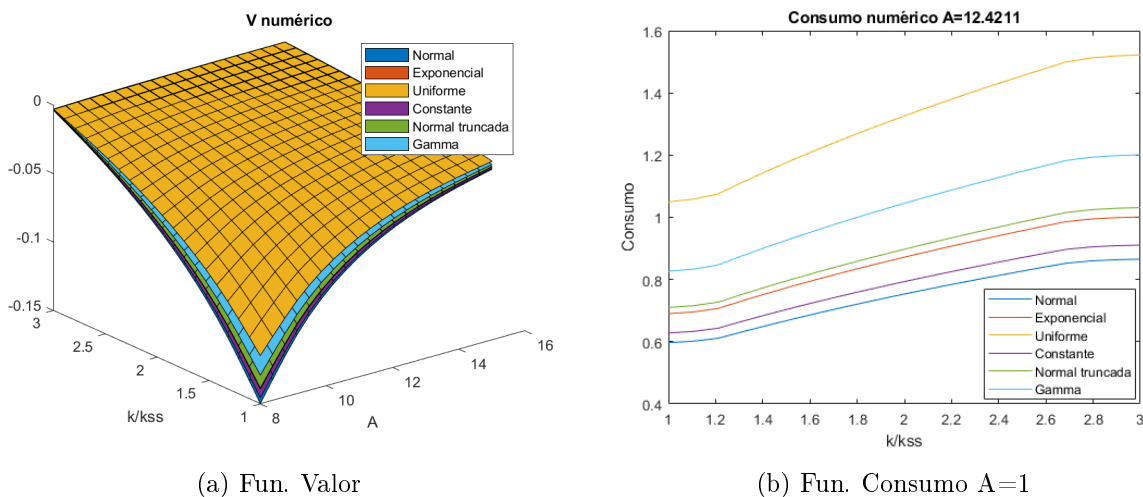 V numérico
Normal
Exponencial
Uniforme
Constante
Normal truncada
Gamma
0
-0.05
-0.1
-0.15
3
2.5
2
1.5
1
k/kss
8
10
12
14
16
A
(a) Fun. Valor
Consumo numérico A=12.4211
1.6
1.4
1.2
1
0.8
0.6
0.4
Consumo
1
1.2
1.4
1.6
1.8
2
2.2
2.4
2.6
2.8
3
k/kss
Normal
Exponencial
Uniforme
Constante
Normal truncada
Gamma
(b) Fun. Consumo A=1